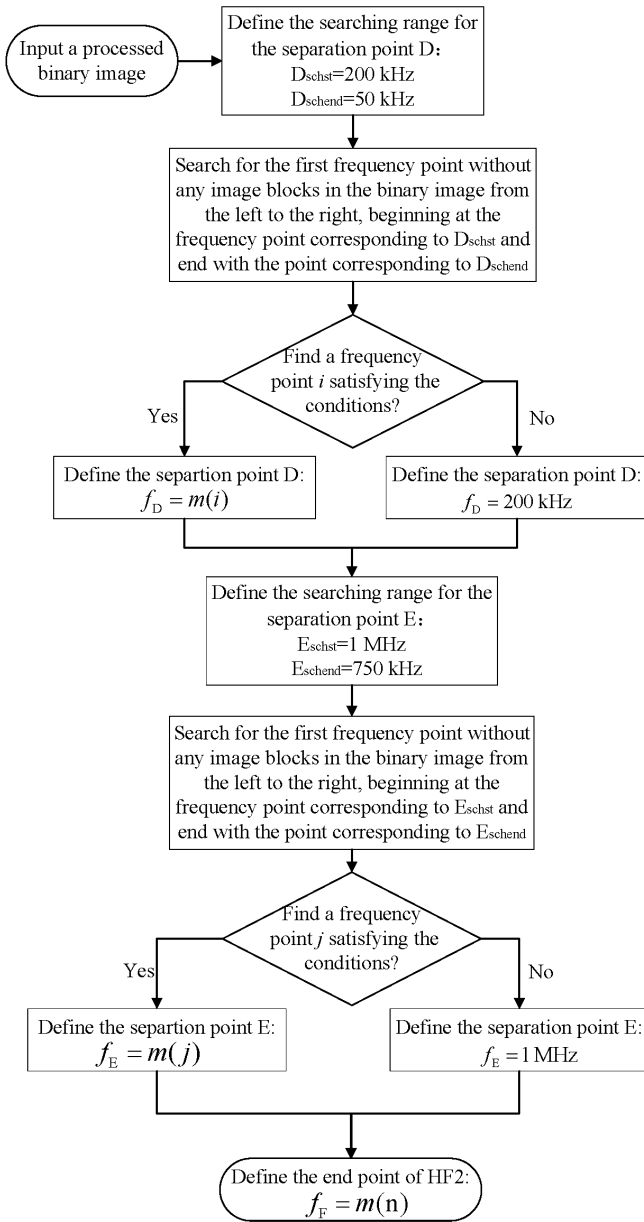 Input a processed
binary image
Define the searching range for
the separation point D:
Dschst=200 kHz
Dschend=50 kHz
Search for the first frequency point without
any image blocks in the binary image from
the left to the right, beginning at the
frequency point corresponding to Dschst and
end with the point corresponding to Dschend
Find a frequency
point i satisfying the
conditions?
Yes
No
Define the separtion point D:
f_D = m(i)
Define the separation point D:
f_D = 200 kHz
Define the searching range for the
separation point E:
Eschst=1 MHz
Eschend=750 kHz
Search for the first frequency point without
any image blocks in the binary image from
the left to the right, beginning at the
frequency point corresponding to Eschst and
end with the point corresponding to Eschend
Find a frequency
point j satisfying the
conditions?
Yes
No
Define the separtion point E:
f_E = m(j)
Define the separation point E:
f_E = 1 MHz
Define the end point of HF2:
f_F = m(n)